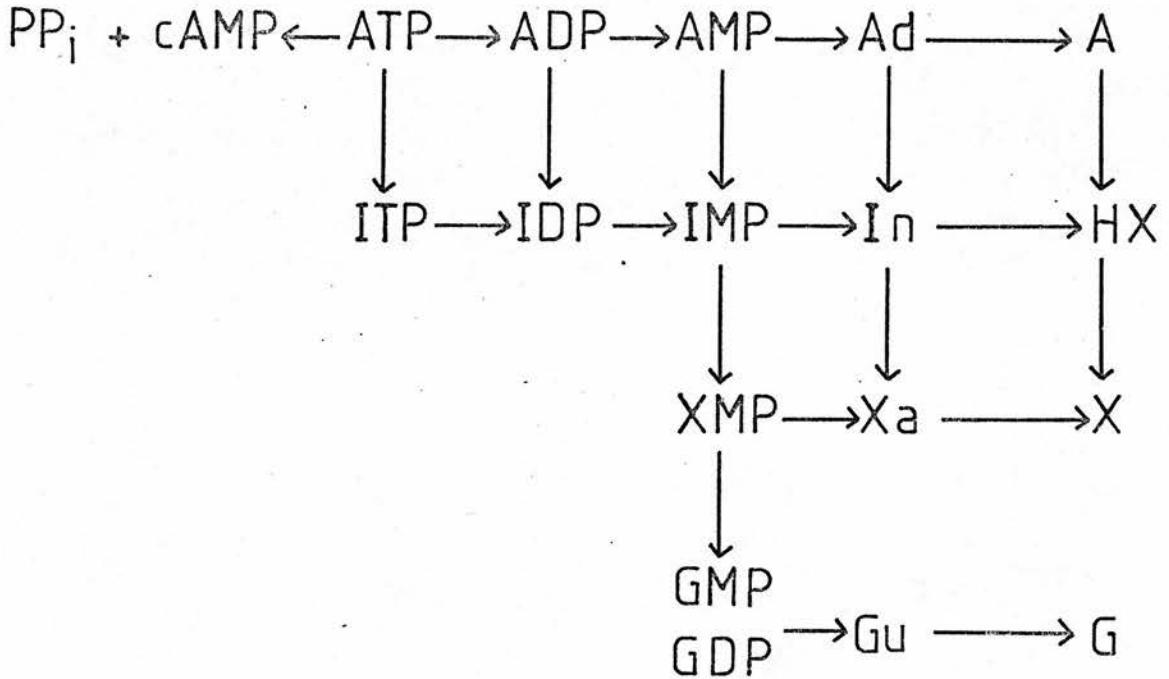 PPi + cAMP ← ATP → ADP → AMP → Ad → A
ITP → IDP → IMP → In → HX
XMP → Xa → X
GMP
GDP → Gu → G